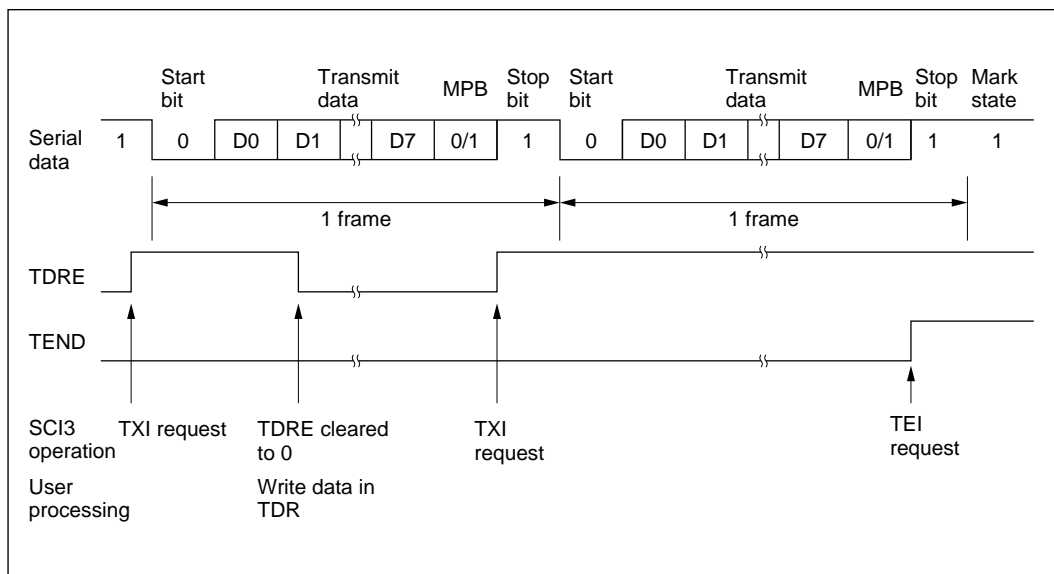 Start bit Transmit data MPB Stop bit Start bit Transmit data MPB Stop bit Mark state
Serial data 1 0 D0 D1 D7 0/1 1 0 D0 D1 D7 0/1 1 1
1 frame 1 frame
TDRE
TEND
SCI3 operation TXI request TDRE cleared to 0 TXI request TEI request
User processing Write data in TDR